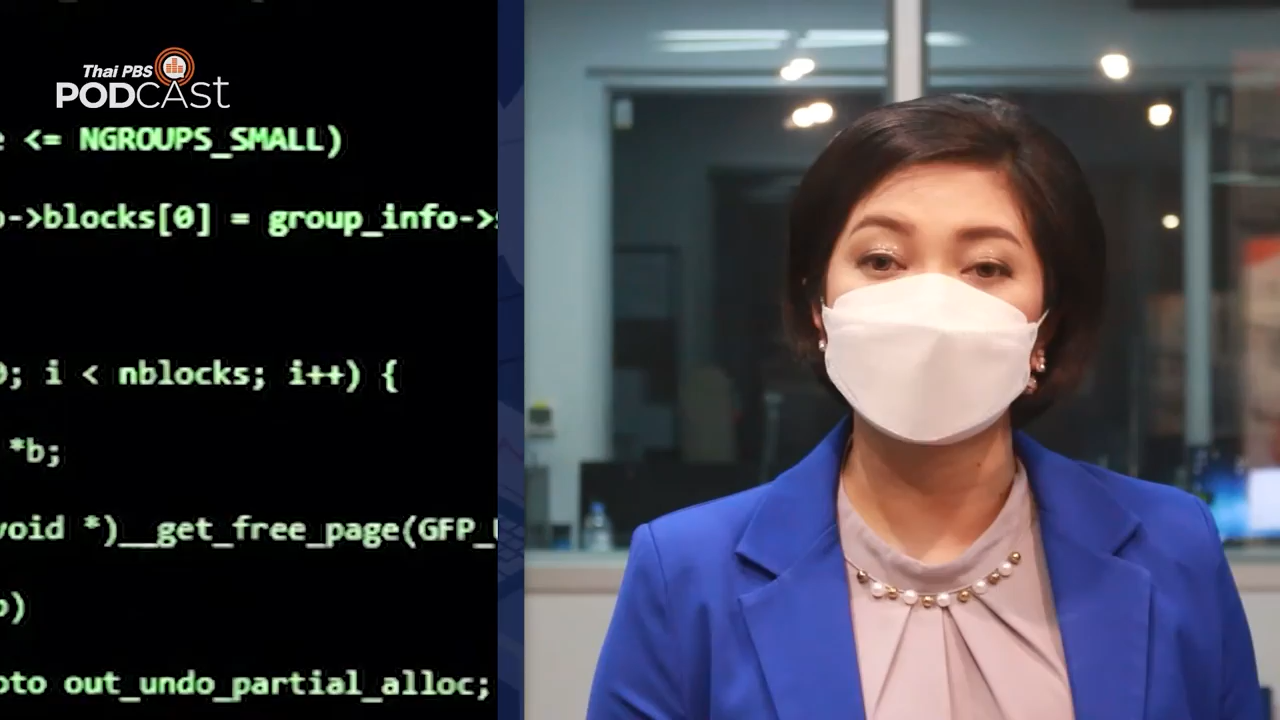 Thai PBS
PODCAST
<= NGROUPS_SMALL)
->blocks[0] = group_info->
; i < nblocks; i++) {
*b;
void *)__get_free_page(GFP_
)
oto out_undo_partial_alloc;